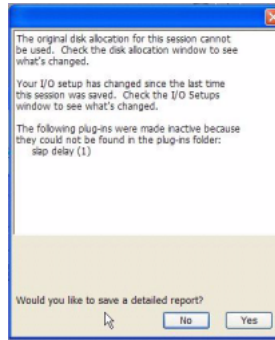 The original disk allocation for this session cannot
be used. Check the disk allocation window to see
what's changed.
Your I/O setup has changed since the last time
this session was saved. Check the I/O Setups
window to see what's changed.
The following plug-ins were made inactive because
they could not be found in the plug-ins folder:
slap delay (1)
Would you like to save a detailed report?
No Yes